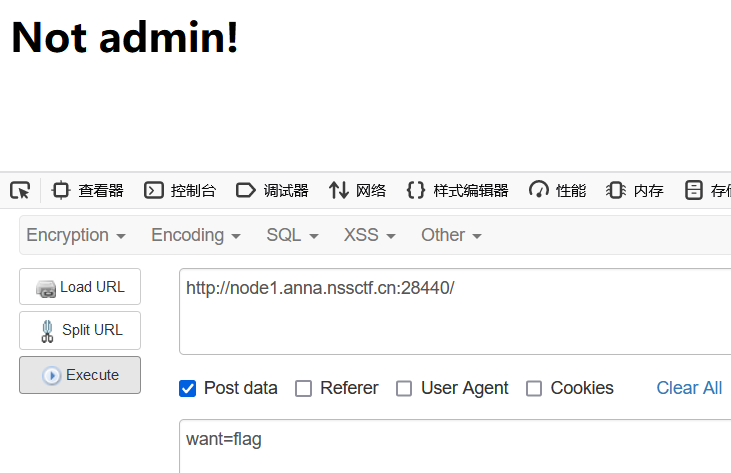 Not admin!
查看器 控制台 调试器 网络 样式编辑器 性能 内存 存
Encryption Encoding SQL XSS Other
Load URL
http://node1.anna.nssctf.cn:28440/
Split URL
Execute
Post data Referer User Agent Cookies Clear All
want=flag